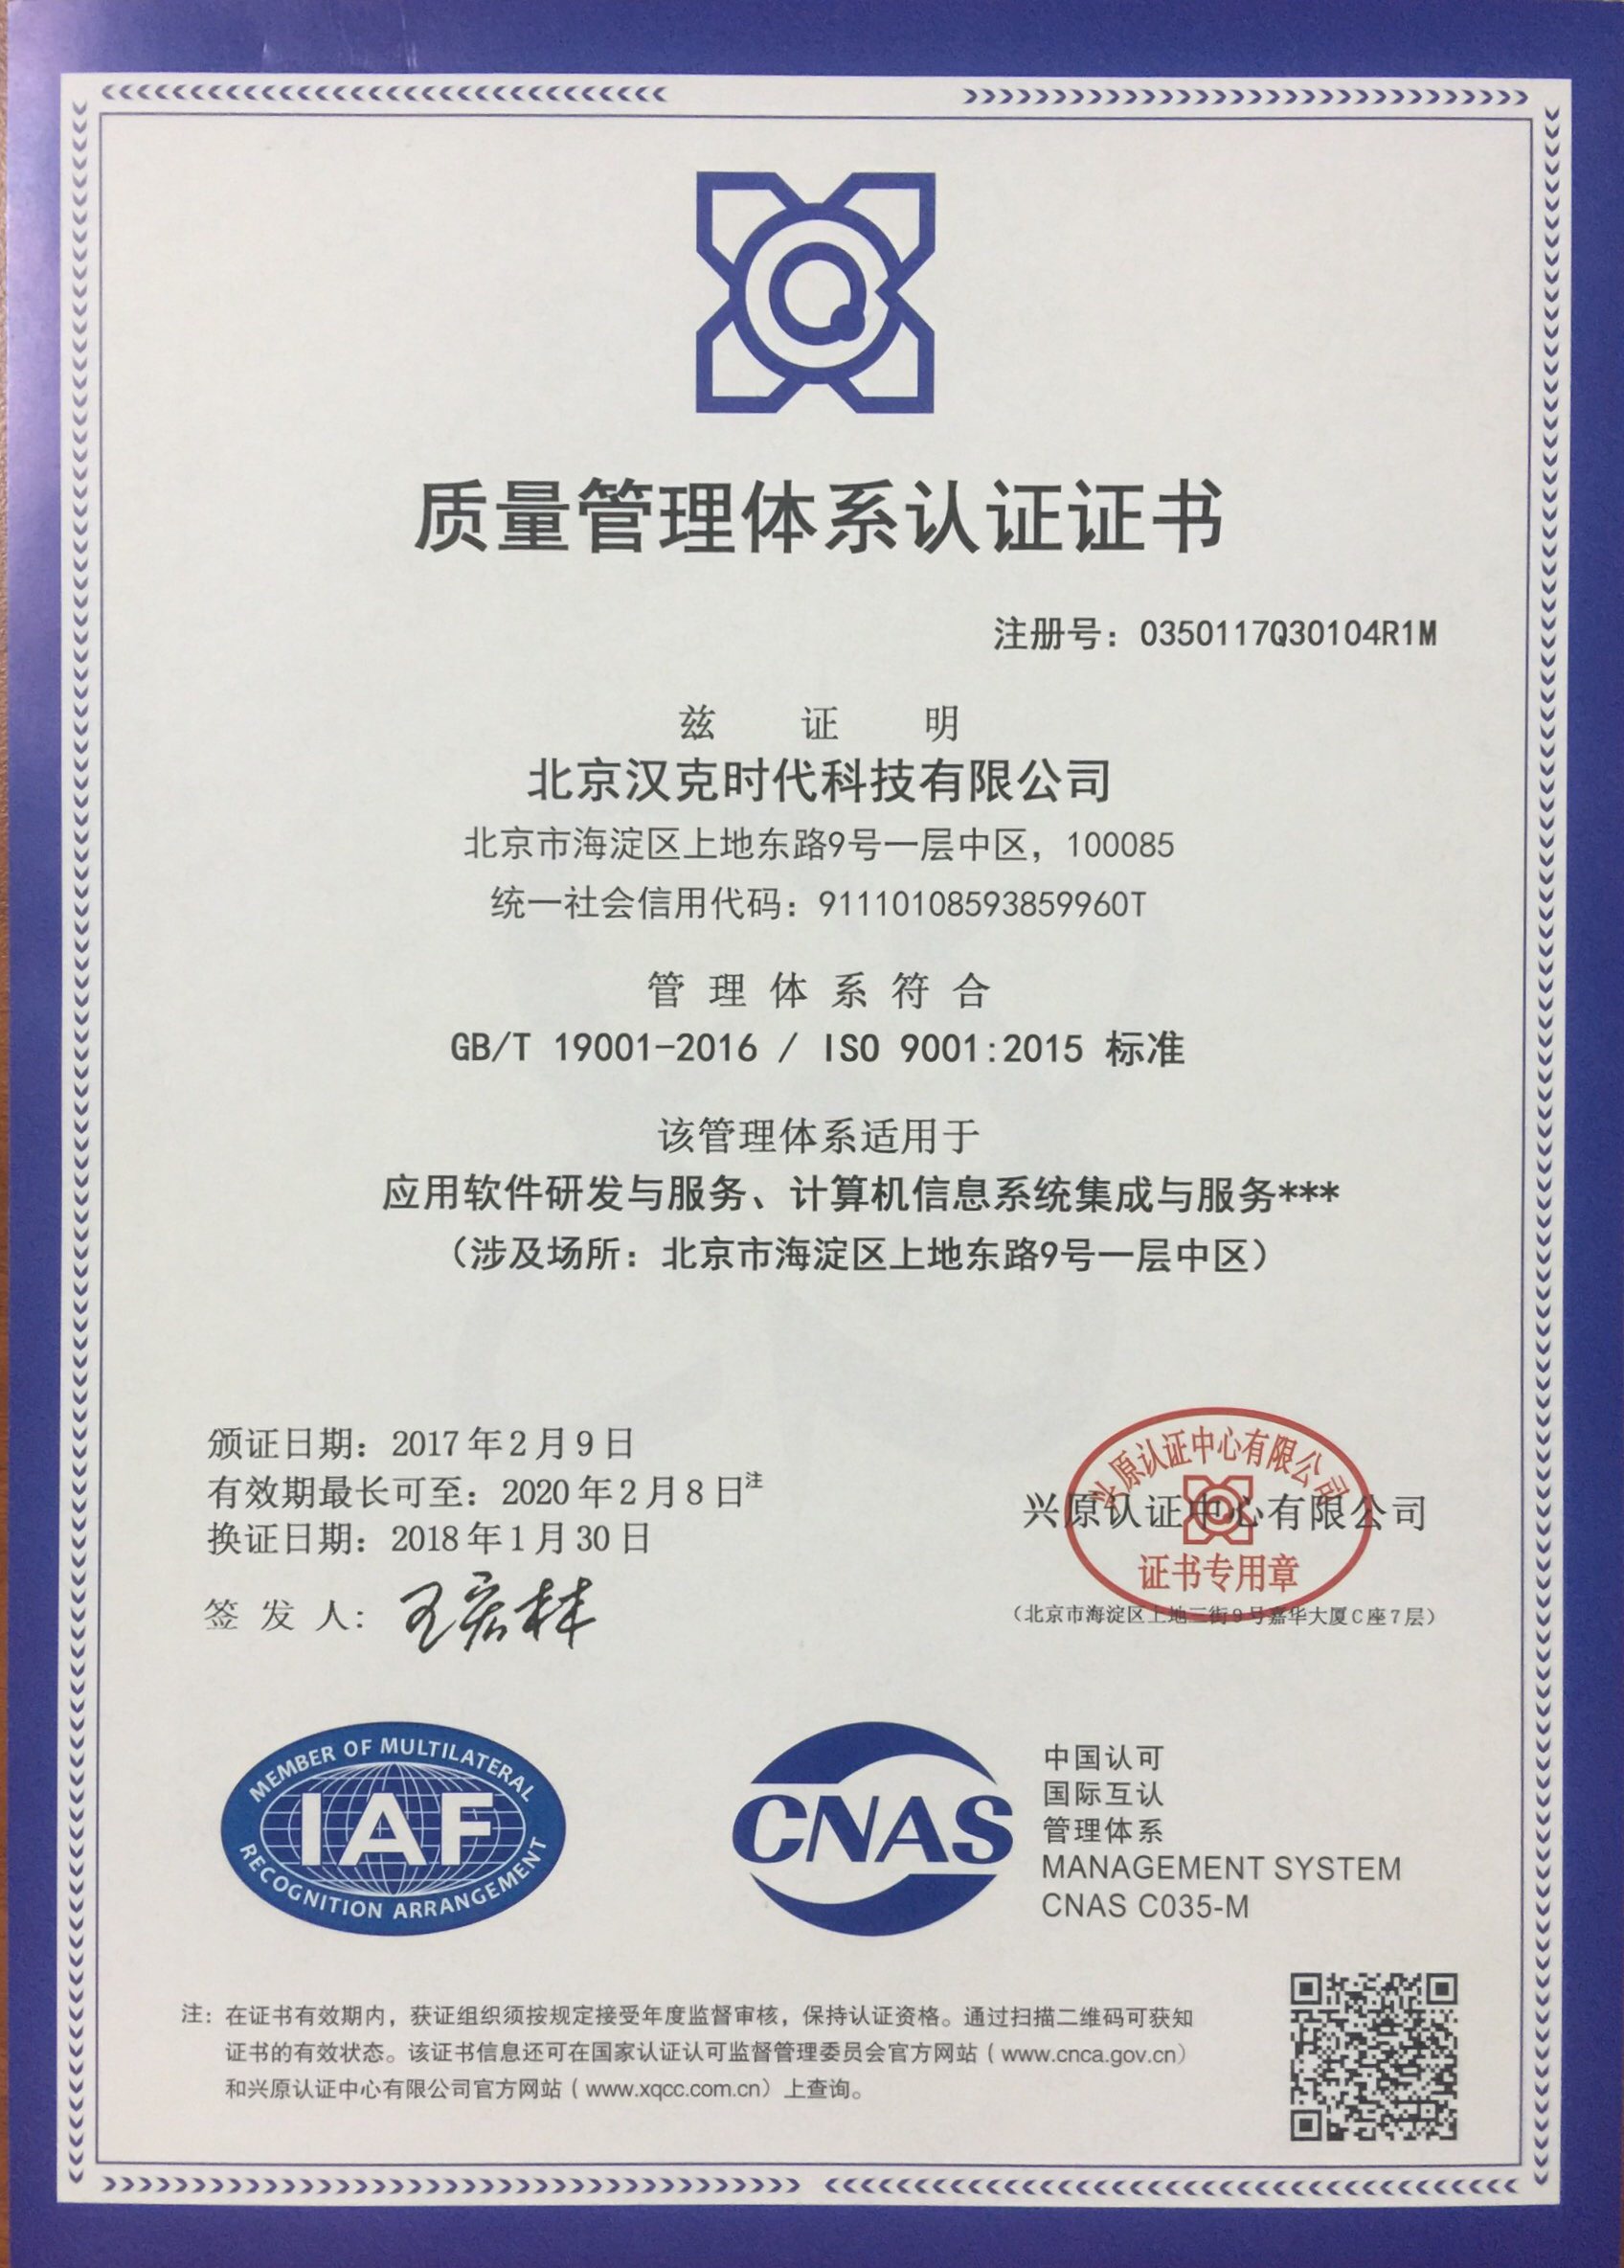 质量管理体系认证证书
注册号：0350117Q30104R1M
兹 证 明
北京汉克时代科技有限公司
北京市海淀区上地东路9号一层中区，100085
统一社会信用代码：91110108593859960T
管 理 体 系 符 合
GB/T 19001-2016 / ISO 9001:2015 标准
该管理体系适用于
应用软件研发与服务、计算机信息系统集成与服务***
（涉及场所：北京市海淀区上地东路9号一层中区）
颁证日期：2017年2月9日
有效期最长可至：2020年2月8日注
换证日期：2018年1月30日
签 发 人：
兴原认证中心有限公司
兴原认证中心有限公司
证书专用章
（北京市海淀区上地三街9号嘉华大厦C座7层）
MEMBER OF MULTILATERAL
IAF
RECOGNITION ARRANGEMENT
CNAS
中国认可
国际互认
管理体系
MANAGEMENT SYSTEM
CNAS C035-M
注：在证书有效期内，获证组织须按规定接受年度监督审核，保持认证资格。通过扫描二维码可获知
证书的有效状态。该证书信息还可在国家认证认可监督管理委员会官方网站（www.cnca.gov.cn）
和兴原认证中心有限公司官方网站（www.xqcc.com.cn）上查询。